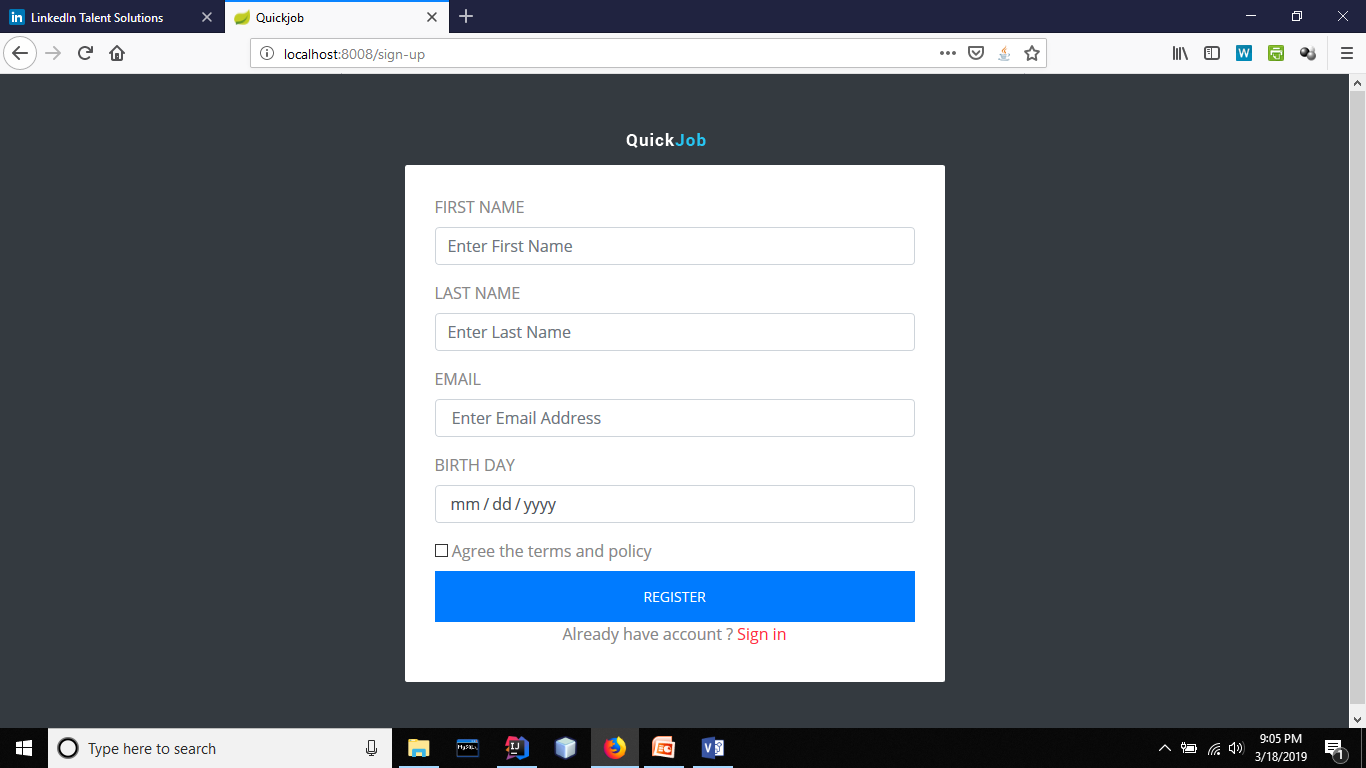 LinkedIn Talent Solutions
Quickjob
localhost:8008/sign-up
QuickJob
FIRST NAME
Enter First Name
LAST NAME
Enter Last Name
EMAIL
Enter Email Address
BIRTH DAY
mm / dd / yyyy
Agree the terms and policy
REGISTER
Already have account ? Sign in
Type here to search
9:05 PM
3/18/2019
1